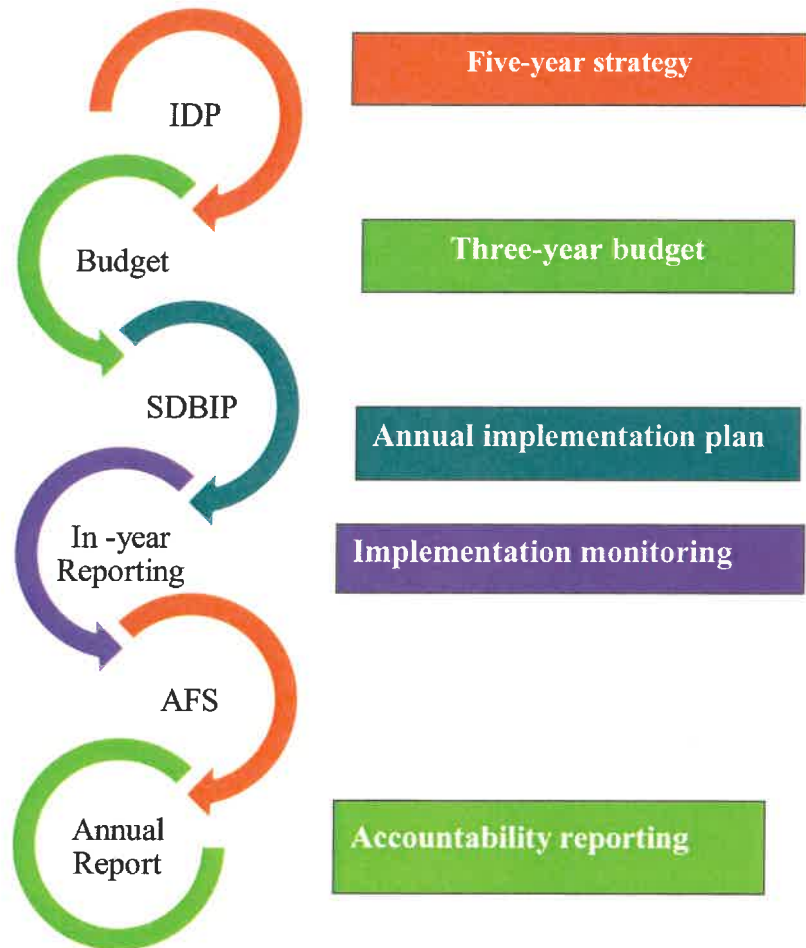 Five-year strategy
IDP
Budget
Three-year budget
SDBIP
Annual implementation plan
In -year
Reporting
Implementation monitoring
AFS
Annual
Report
Accountability reporting